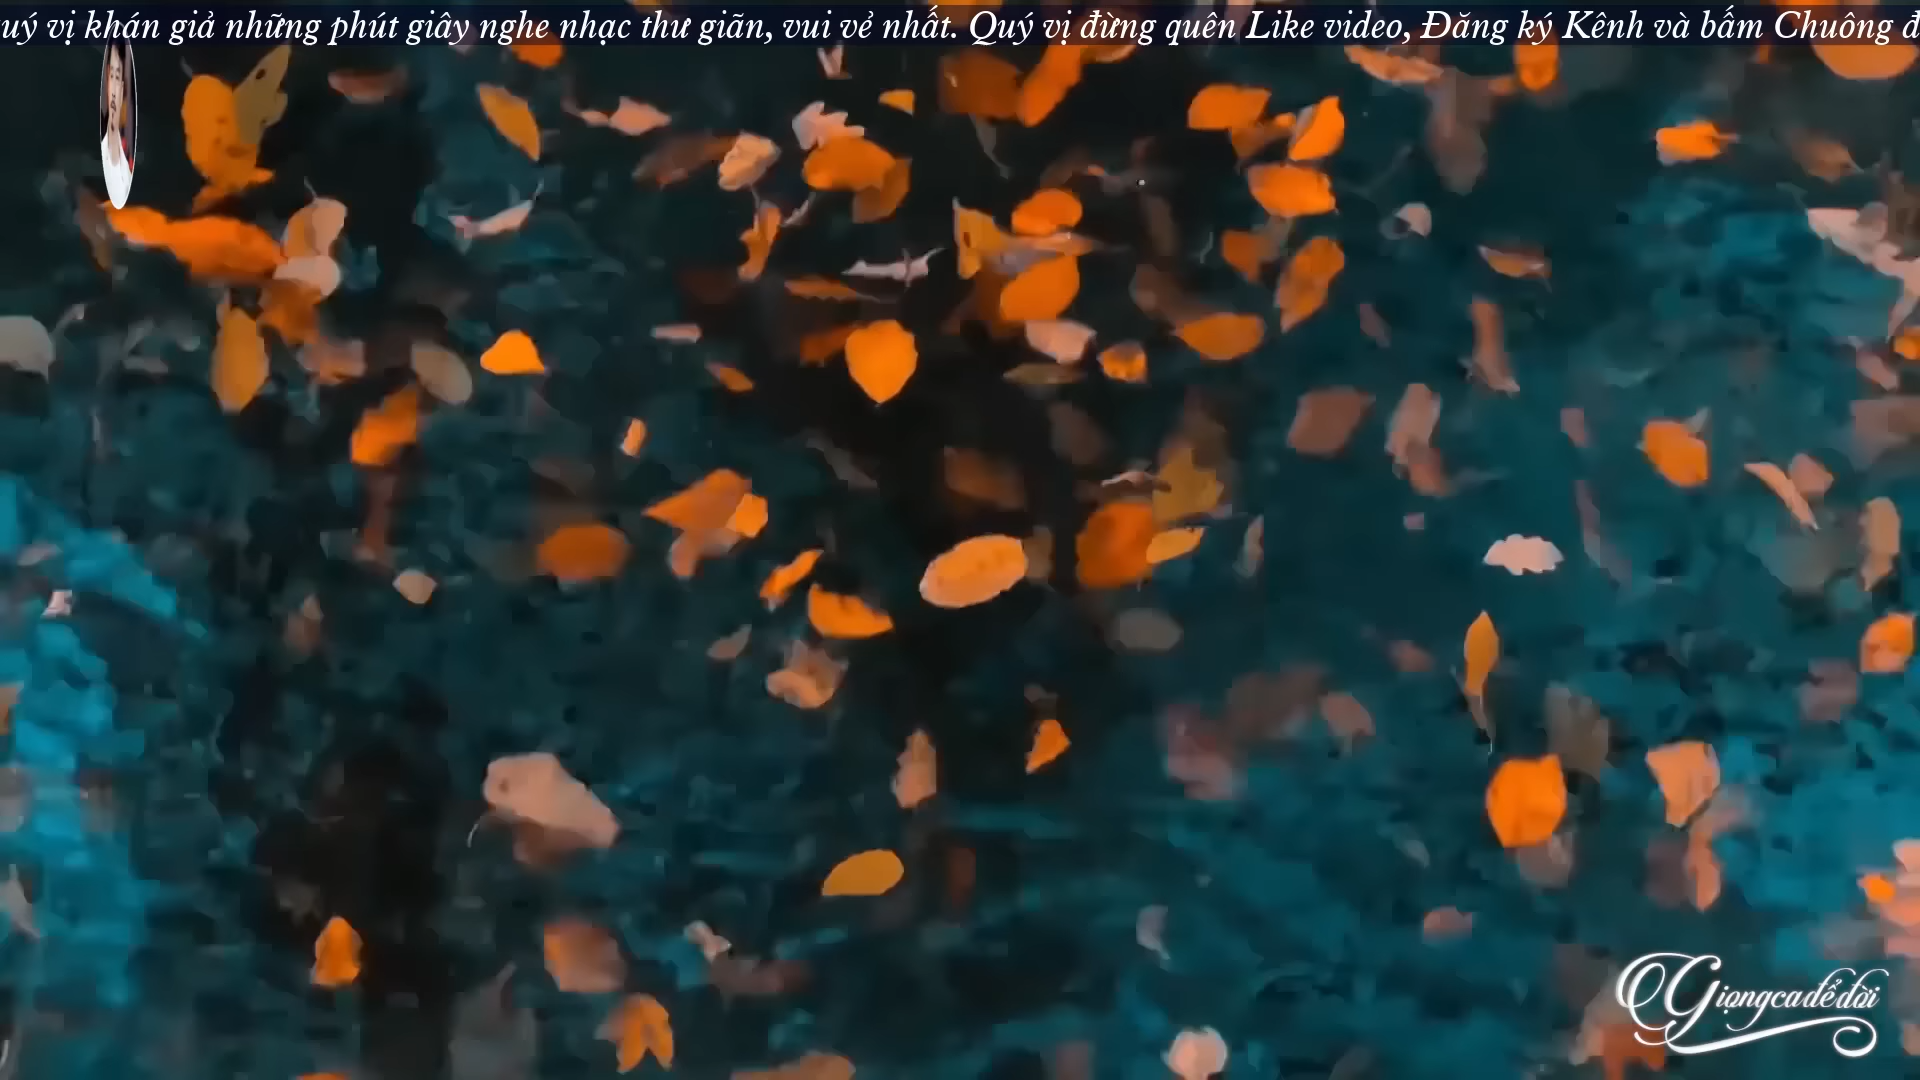 uý vị khán giả những phút giây nghe nhạc thư giãn, vui vẻ nhất. Quý vị đừng quên Like video, Đăng ký Kênh và bấm Chuông đ
Giọngcadểđời